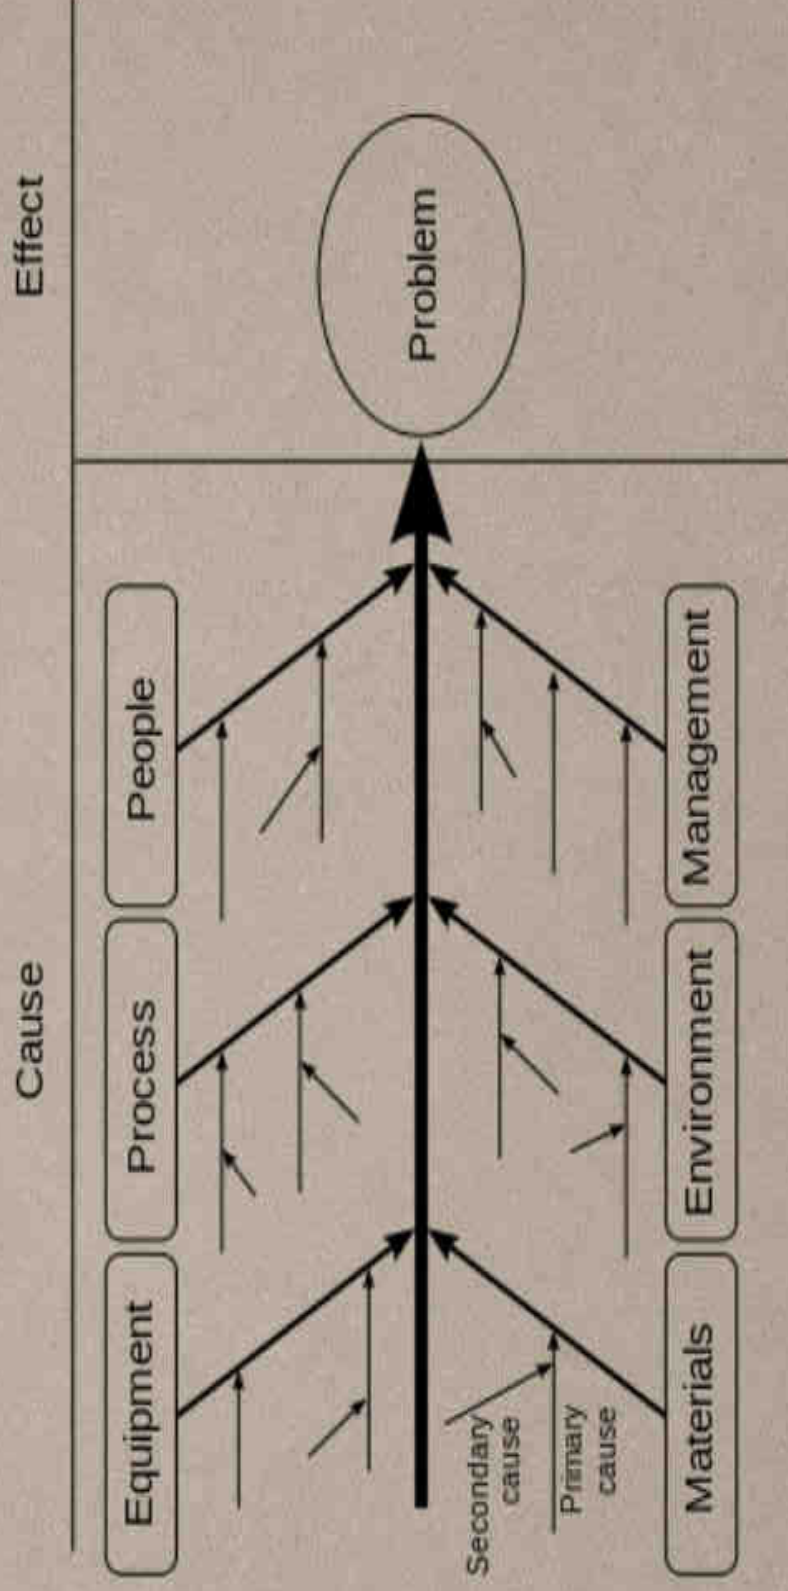 Cause
Effect
Equipment
Process
People
Problem
Secondary
cause
Primary
cause
Materials
Environment
Management